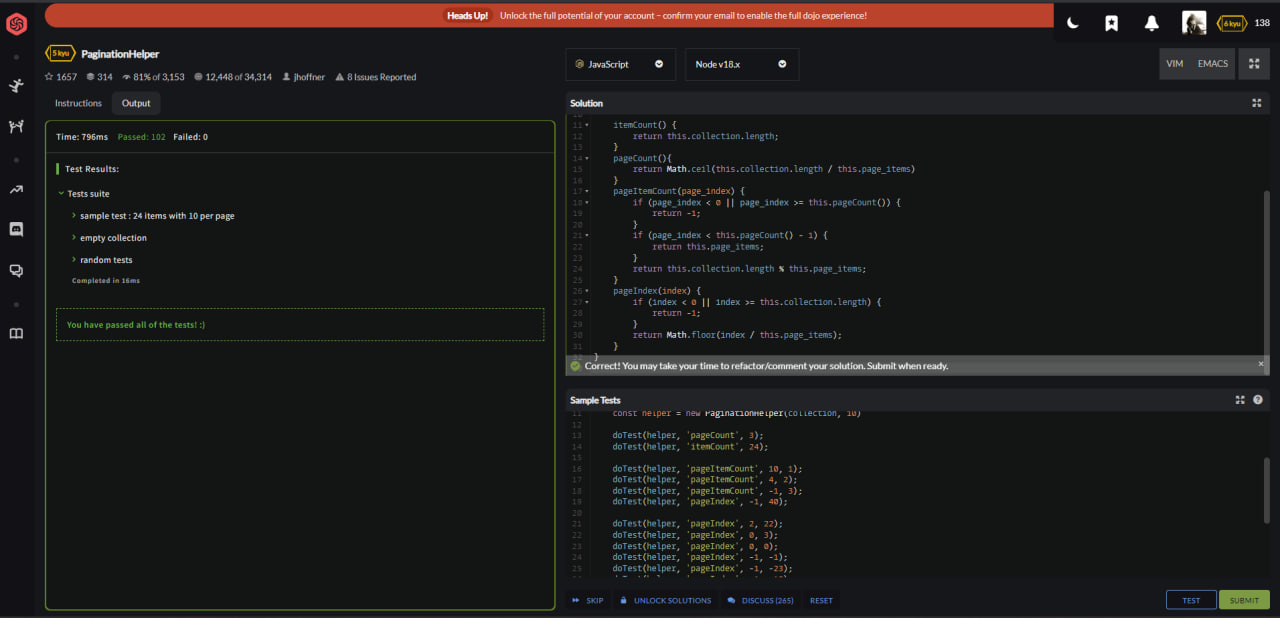 Heads Up! Unlock the full potential of your account – confirm your email to enable the full dojo experience!
6 kyu 138
5 kyu PaginationHelper
1657 314 81% of 3,153 12,448 of 34,314 jhoffner 8 Issues Reported
Instructions Output
Time: 796ms Passed: 102 Failed: 0
Test Results:
Tests suite
sample test : 24 items with 10 per page
empty collection
random tests
Completed in 16ms
You have passed all of the tests! :)
JavaScript Node v18.x VIM EMACS
Solution
10
11 itemCount() {
12 return this.collection.length;
13 }
14 pageCount(){
15 return Math.ceil(this.collection.length / this.page_items)
16 }
17 pageItemCount(page_index) {
18 if (page_index < 0 || page_index >= this.pageCount()) {
19 return -1;
20 }
21 if (page_index < this.pageCount() - 1) {
22 return this.page_items;
23 }
24 return this.collection.length % this.page_items;
25 }
26 pageIndex(index) {
27 if (index < 0 || index >= this.collection.length) {
28 return -1;
29 }
30 return Math.floor(index / this.page_items);
31 }
32 }
Correct! You may take your time to refactor/comment your solution. Submit when ready. ×
Sample Tests
11 const helper = new PaginationHelper(collection, 10)
12
13 doTest(helper, 'pageCount', 3);
14 doTest(helper, 'itemCount', 24);
15
16 doTest(helper, 'pageItemCount', 10, 1);
17 doTest(helper, 'pageItemCount', 4, 2);
18 doTest(helper, 'pageItemCount', -1, 3);
19 doTest(helper, 'pageIndex', -1, 40);
20
21 doTest(helper, 'pageIndex', 2, 22);
22 doTest(helper, 'pageIndex', 0, 3);
23 doTest(helper, 'pageIndex', 0, 0);
24 doTest(helper, 'pageIndex', -1, -1);
25 doTest(helper, 'pageIndex', -1, -23);
SKIP UNLOCK SOLUTIONS DISCUSS (265) RESET TEST SUBMIT